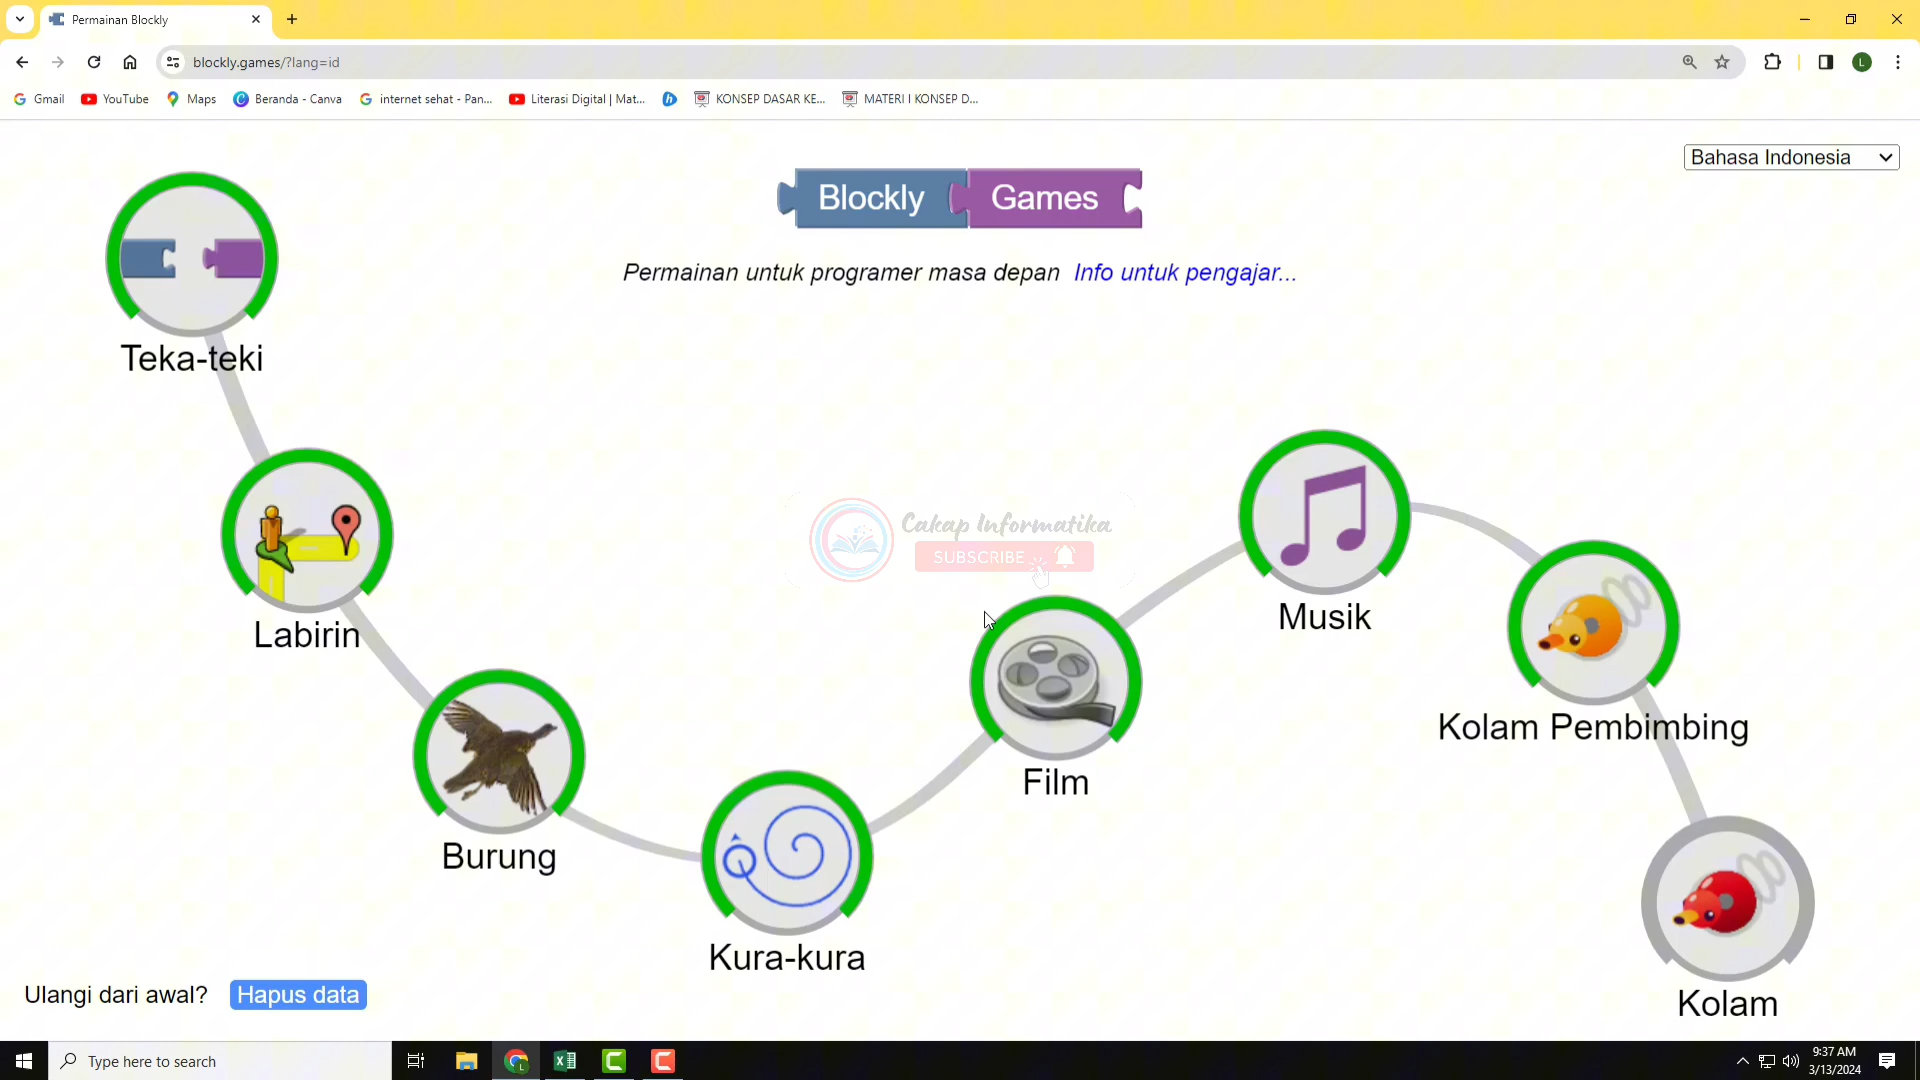 Permainan Blockly
blockly.games/?lang=id
Gmail
YouTube
Maps
Beranda - Canva
internet sehat - Pan...
Literasi Digital | Mat...
KONSEP DASAR KE...
MATERI I KONSEP D...
Bahasa Indonesia
Blockly Games
Permainan untuk programer masa depan Info untuk pengajar...
Teka-teki
Labirin
Burung
Kura-kura
Film
Musik
Kolam Pembimbing
Kolam
Cakap Informatika
SUBSCRIBE
Ulangi dari awal? Hapus data
Type here to search
9:37 AM
3/13/2024